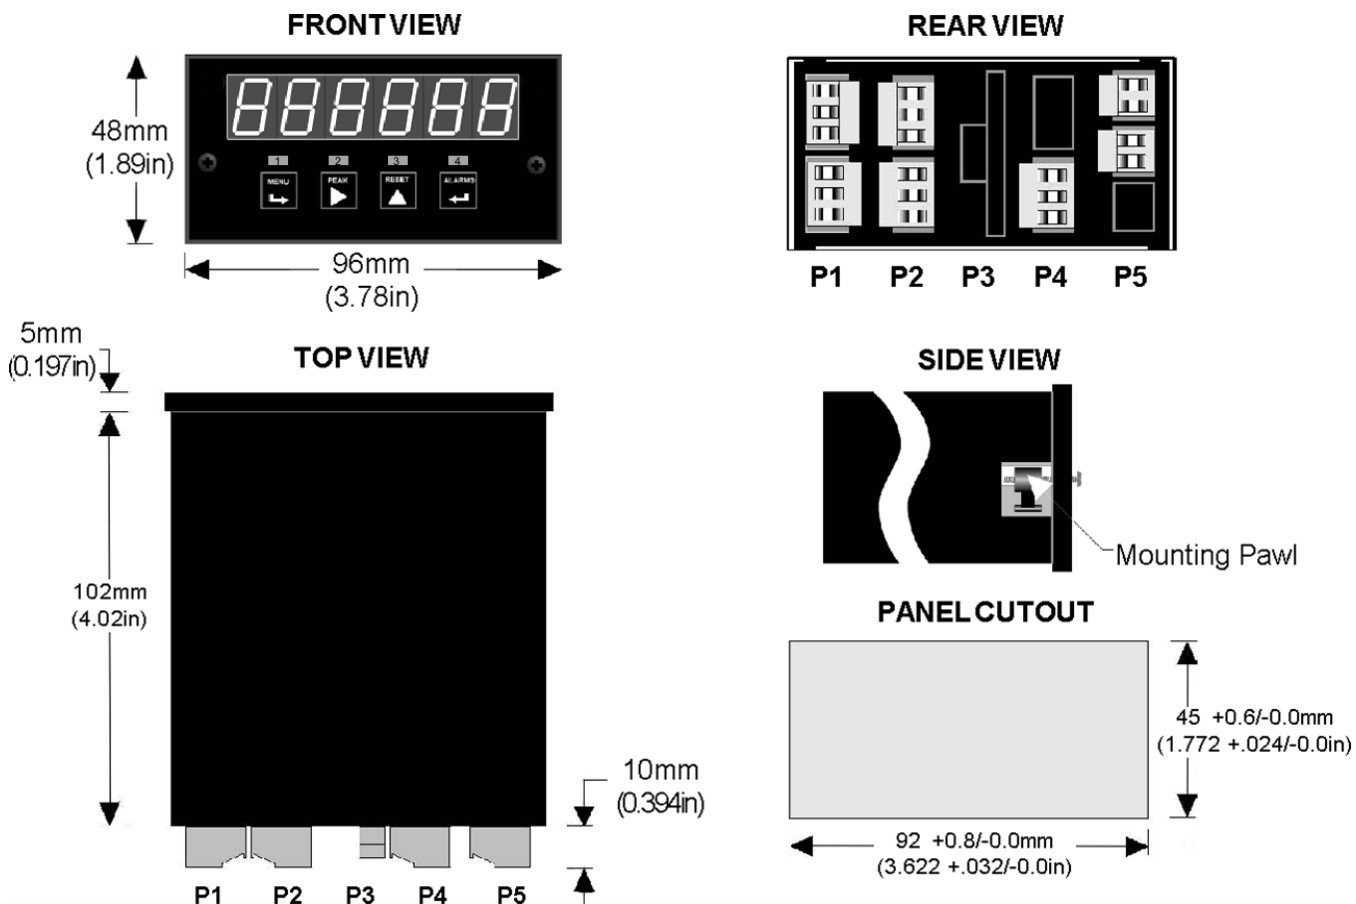 FRONT VIEW
888888
1 2 3 4
MENU PEAK RESET ALARMS
48mm
(1.89in)
96mm
(3.78in)
REAR VIEW
P1 P2 P3 P4 P5
TOP VIEW
5mm
(0.197in)
102mm
(4.02in)
10mm
(0.394in)
P1 P2 P3 P4 P5
SIDE VIEW
Mounting Pawl
PANEL CUTOUT
45 +0.6/-0.0mm
(1.772 +.024/-0.0in)
92 +0.8/-0.0mm
(3.622 +.032/-0.0in)